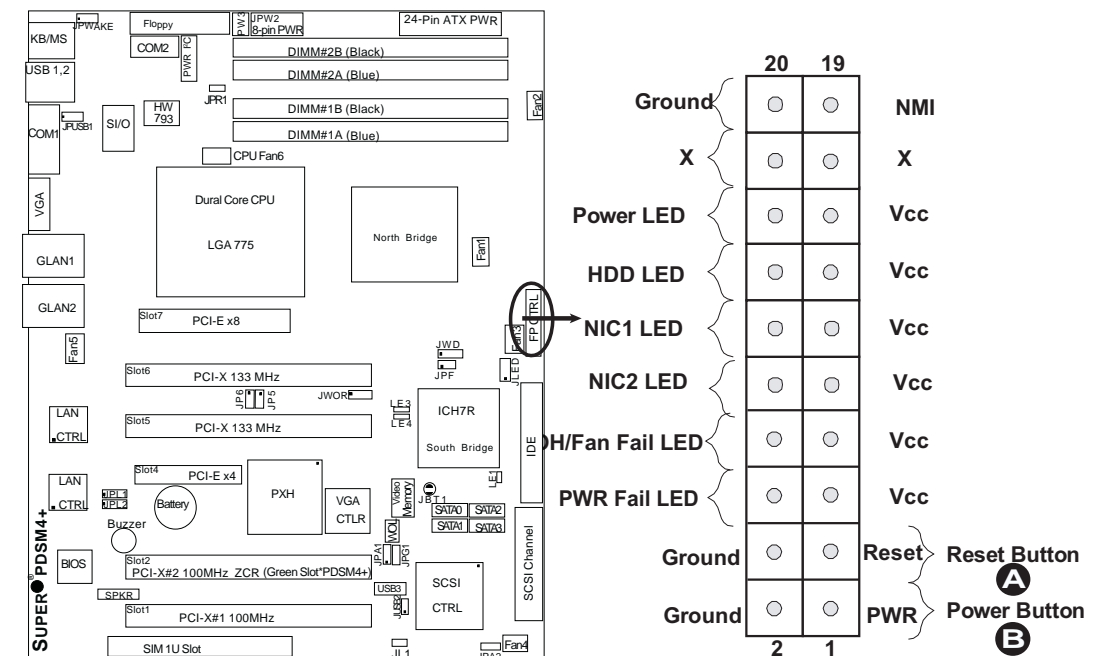 JPWAKE
Floppy
PW3
JPW2
8-pin PWR
24-Pin ATX PWR
KB/MS
COM2
PWR I²C
DIMM#2B (Black)
USB 1,2
DIMM#2A (Blue)
JPR1
Fan2
HW
793
DIMM#1B (Black)
JPUSB1
SI/O
COM1
DIMM#1A (Blue)
CPU Fan6
VGA
Dural Core CPU
LGA 775
North Bridge
Fan1
GLAN1
GLAN2
FP CTRL
Fan3
Slot7
PCI-E x8
Fan5
JWD
JPF
JLED
Slot6
PCI-X 133 MHz
JP6
JP5
JWOR
LE3
LE4
ICH7R
South Bridge
LAN
CTRL
Slot5
PCI-X 133 MHz
IDE
Slot4
PCI-E x4
LE1
LAN
CTRL
JPL1
JPL2
Battery
PXH
VGA
CTLR
Video
Memory
JBT1
SATA0
SATA2
SATA1
SATA3
Buzzer
WOL
SCSI Channel
BIOS
JPA1
JPG1
Slot2
PCI-X#2 100MHz ZCR (Green Slot*PDSM4+)
SCSI
CTRL
USB3
JUSB2
SPKR
Slot1
PCI-X#1 100MHz
SUPER® PDSM4+
SIM 1U Slot
JL1
JPA2
Fan4
20 19
Ground NMI
X X
Power LED Vcc
HDD LED Vcc
NIC1 LED Vcc
NIC2 LED Vcc
OH/Fan Fail LED Vcc
PWR Fail LED Vcc
Ground Reset Reset Button
A
Ground PWR Power Button
B
2 1